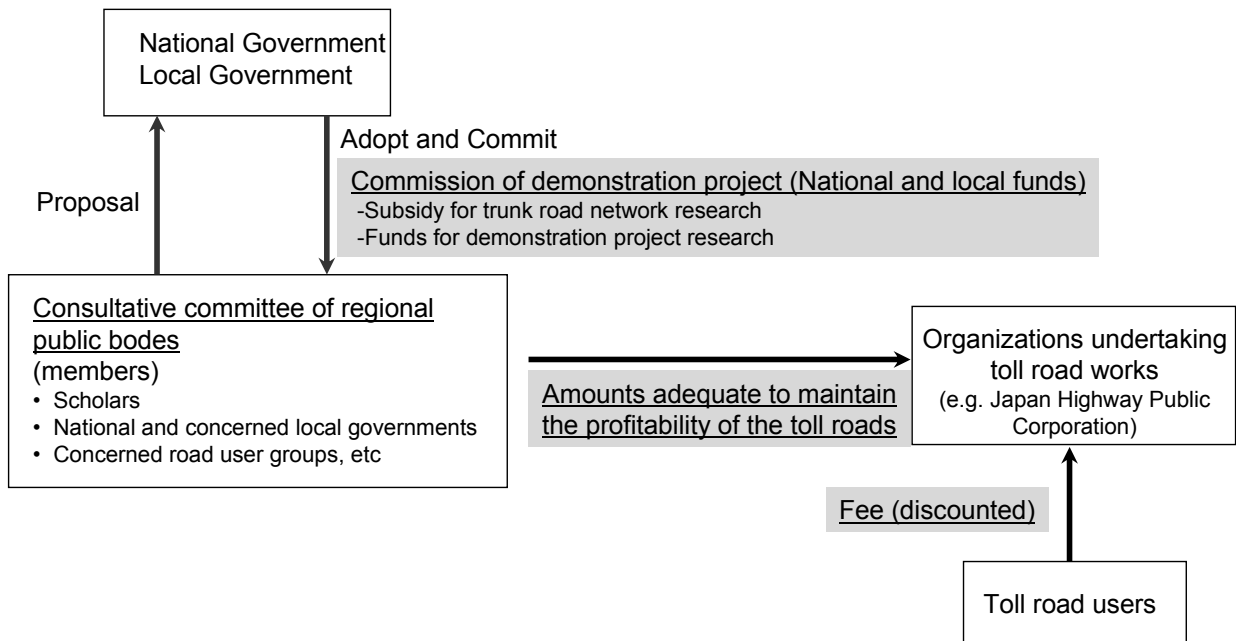 National Government
Local Government
Adopt and Commit
Commission of demonstration project (National and local funds)
-Subsidy for trunk road network research
-Funds for demonstration project research
Proposal
Consultative committee of regional
public bodes
(members)
• Scholars
• National and concerned local governments
• Concerned road user groups, etc
Amounts adequate to maintain
the profitability of the toll roads
Organizations undertaking
toll road works
(e.g. Japan Highway Public
Corporation)
Fee (discounted)
Toll road users